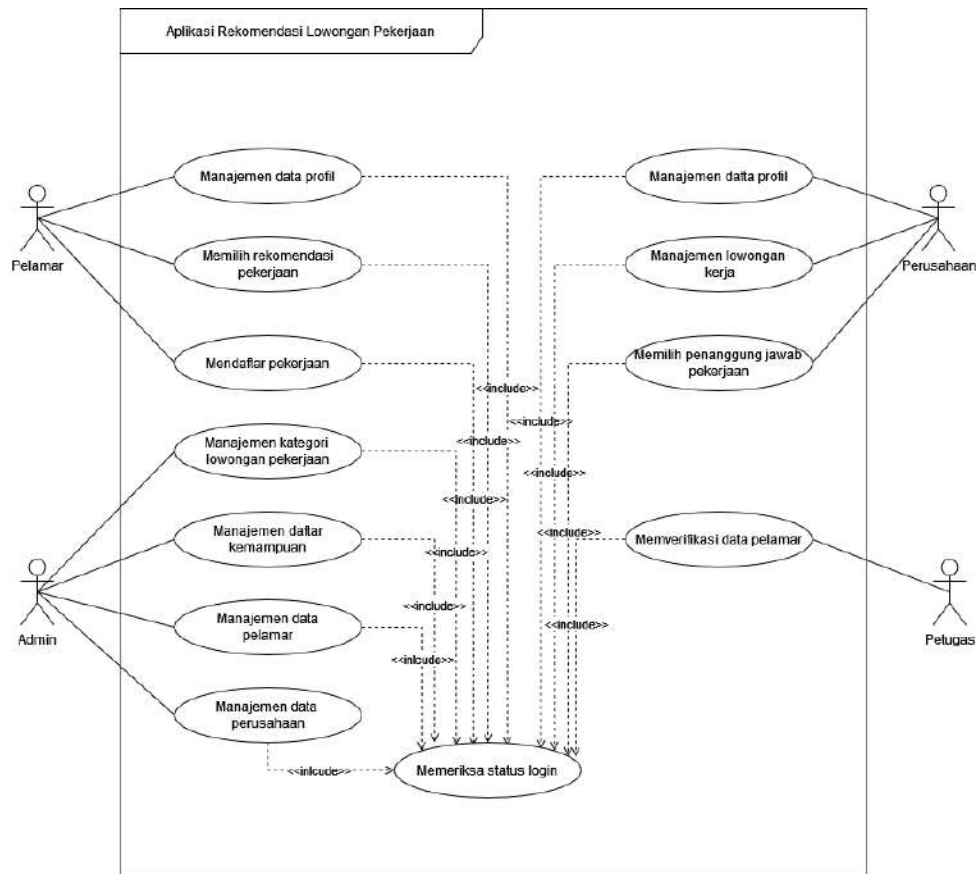 Aplikasi Rekomendasi Lowongan Pekerjaan
Manajemen data profil
Manajemen datta profil
Pelamar
Memilih rekomendasi
pekerjaan
Manajemen lowongan
kerja
Perusahaan
Mendaftar pekerjaan
Memilih penanggung jawab
pekerjaan
<<include>>
<<include>>
<<include>>
Manajemen kategori
lowongan pekerjaan
<<include>>
<<include>>
Manajemen daftar
kemampuan
<<include>>
Memverifikasi data pelamar
<<include>>
<<include>>
Manajemen data
pelamar
<<include>>
Admin
Petugas
<<inlcude>>
Manajemen data
perusahaan
<<inlcude>>
Memeriksa status login